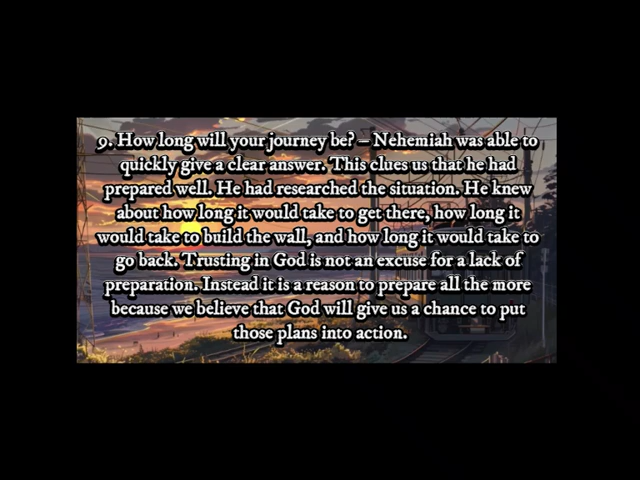 9. How long will your journey be? – Nehemiah was able to
quickly give a clear answer. This clues us that he had
prepared well. He had researched the situation. He knew
about how long it would take to get there, how long it
would take to build the wall, and how long it would take to
go back. Trusting in God is not an excuse for a lack of
preparation. Instead it is a reason to prepare all the more
because we believe that God will give us a chance to put
those plans into action.